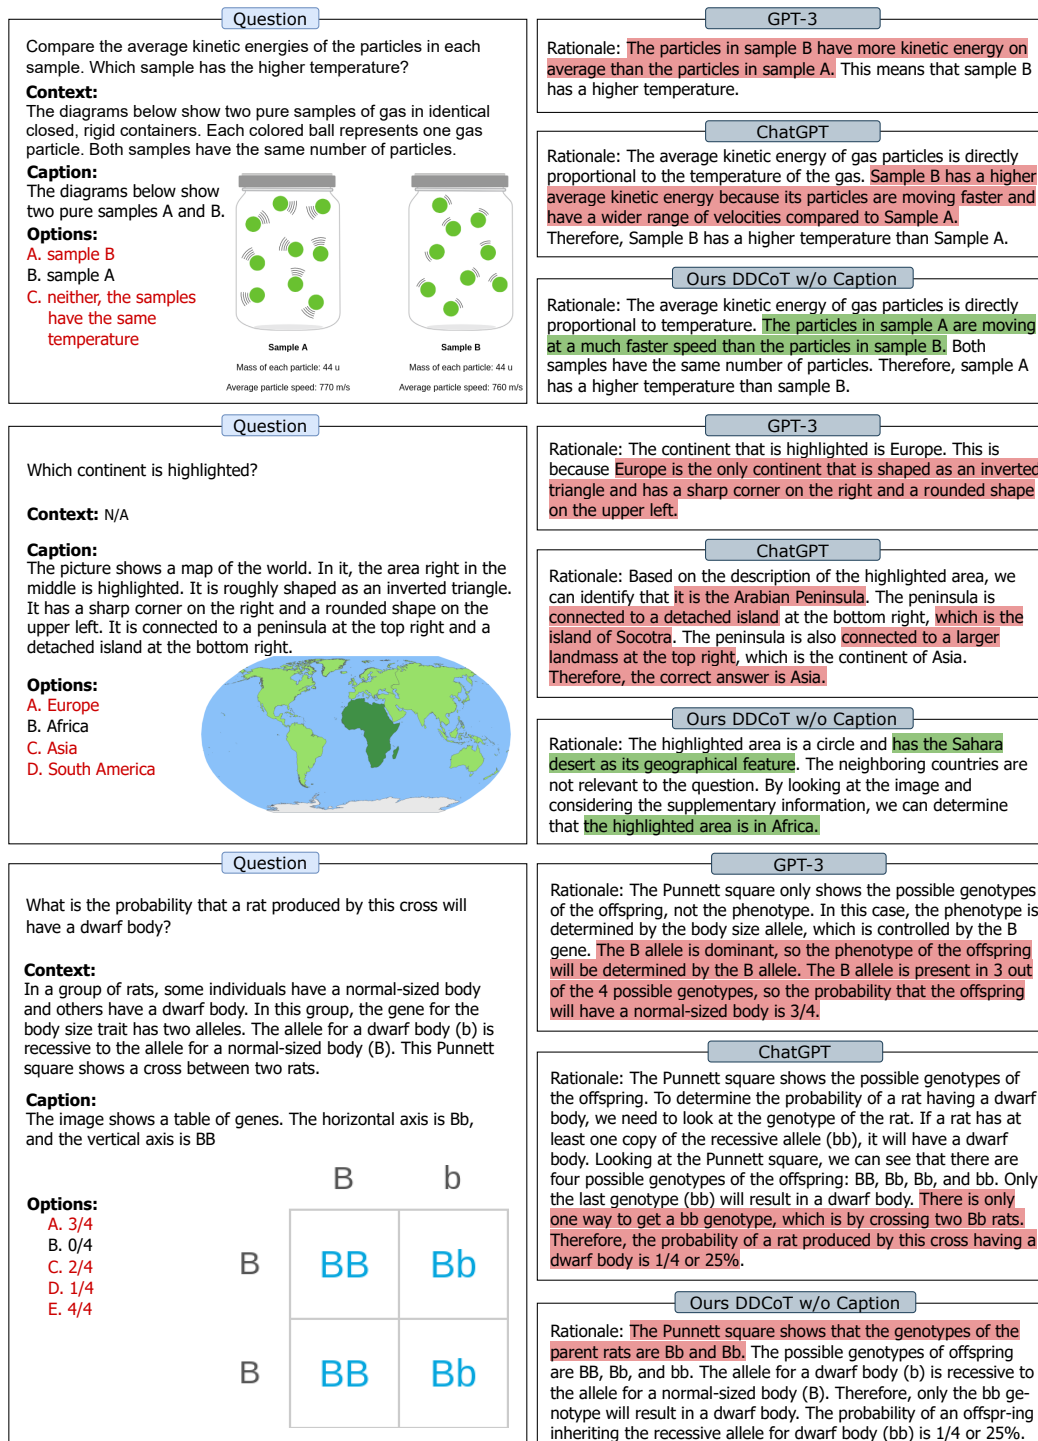 Question
Compare the average kinetic energies of the particles in each
sample. Which sample has the higher temperature?
Context:
The diagrams below show two pure samples of gas in identical
closed, rigid containers. Each colored ball represents one gas
particle. Both samples have the same number of particles.
Caption:
The diagrams below show
two pure samples A and B.
Options:
A. sample B
B. sample A
C. neither, the samples
have the same
temperature
Sample A
Mass of each particle: 44 u
Average particle speed: 770 m/s
Sample B
Mass of each particle: 44 u
Average particle speed: 760 m/s
GPT-3
Rationale: The particles in sample B have more kinetic energy on
average than the particles in sample A. This means that sample B
has a higher temperature.
ChatGPT
Rationale: The average kinetic energy of gas particles is directly
proportional to the temperature of the gas. Sample B has a higher
average kinetic energy because its particles are moving faster and
have a wider range of velocities compared to Sample A.
Therefore, Sample B has a higher temperature than Sample A.
Ours DDCoT w/o Caption
Rationale: The average kinetic energy of gas particles is directly
proportional to temperature. The particles in sample A are moving
at a much faster speed than the particles in sample B. Both
samples have the same number of particles. Therefore, sample A
has a higher temperature than sample B.
Question
Which continent is highlighted?
Context: N/A
Caption:
The picture shows a map of the world. In it, the area right in the
middle is highlighted. It is roughly shaped as an inverted triangle.
It has a sharp corner on the right and a rounded shape on the
upper left. It is connected to a peninsula at the top right and a
detached island at the bottom right.
Options:
A. Europe
B. Africa
C. Asia
D. South America
GPT-3
Rationale: The continent that is highlighted is Europe. This is
because Europe is the only continent that is shaped as an inverted
triangle and has a sharp corner on the right and a rounded shape
on the upper left.
ChatGPT
Rationale: Based on the description of the highlighted area, we
can identify that it is the Arabian Peninsula. The peninsula is
connected to a detached island at the bottom right, which is the
island of Socotra. The peninsula is also connected to a larger
landmass at the top right, which is the continent of Asia.
Therefore, the correct answer is Asia.
Ours DDCoT w/o Caption
Rationale: The highlighted area is a circle and has the Sahara
desert as its geographical feature. The neighboring countries are
not relevant to the question. By looking at the image and
considering the supplementary information, we can determine
that the highlighted area is in Africa.
Question
What is the probability that a rat produced by this cross will
have a dwarf body?
Context:
In a group of rats, some individuals have a normal-sized body
and others have a dwarf body. In this group, the gene for the
body size trait has two alleles. The allele for a dwarf body (b) is
recessive to the allele for a normal-sized body (B). This Punnett
square shows a cross between two rats.
Caption:
The image shows a table of genes. The horizontal axis is Bb,
and the vertical axis is BB
Options:
A. 3/4
B. 0/4
C. 2/4
D. 1/4
E. 4/4
B b
B BB Bb
B BB Bb
GPT-3
Rationale: The Punnett square only shows the possible genotypes
of the offspring, not the phenotype. In this case, the phenotype is
determined by the body size allele, which is controlled by the B
gene. The B allele is dominant, so the phenotype of the offspring
will be determined by the B allele. The B allele is present in 3 out
of the 4 possible genotypes, so the probability that the offspring
will have a normal-sized body is 3/4.
ChatGPT
Rationale: The Punnett square shows the possible genotypes of
the offspring. To determine the probability of a rat having a dwarf
body, we need to look at the genotype of the rat. If a rat has at
least one copy of the recessive allele (bb), it will have a dwarf
body. Looking at the Punnett square, we can see that there are
four possible genotypes of the offspring: BB, Bb, Bb, and bb. Only
the last genotype (bb) will result in a dwarf body. There is only
one way to get a bb genotype, which is by crossing two Bb rats.
Therefore, the probability of a rat produced by this cross having a
dwarf body is 1/4 or 25%.
Ours DDCoT w/o Caption
Rationale: The Punnett square shows that the genotypes of the
parent rats are Bb and Bb. The possible genotypes of offspring
are BB, Bb, and bb. The allele for a dwarf body (b) is recessive to
the allele for a normal-sized body (B). Therefore, only the bb ge-
notype will result in a dwarf body. The probability of an offspr-ing
inheriting the recessive allele for dwarf body (bb) is 1/4 or 25%.